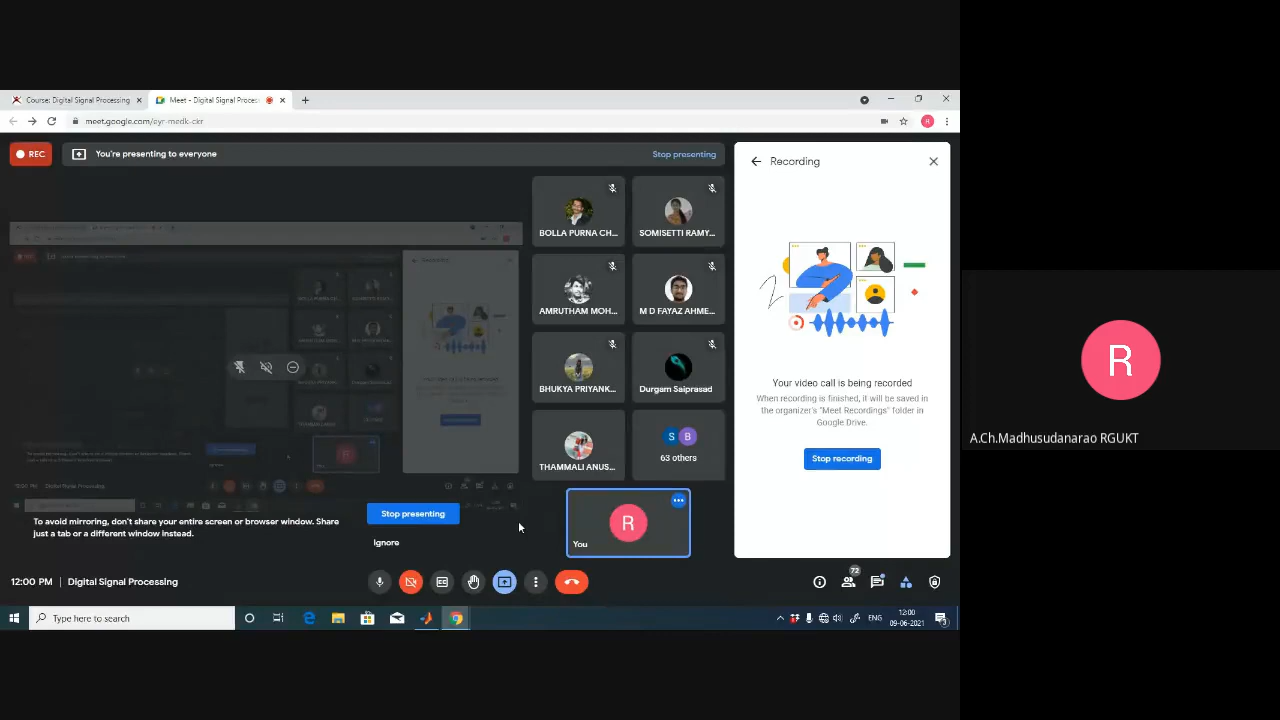 Course: Digital Signal Processing
Meet - Digital Signal Proces
meet.google.com/eyr-medk-ckr
R
REC
You're presenting to everyone
Stop presenting
Recording
BOLLA PURNA CH...
SOMISETTI RAMY...
AMRUTHAM MOH...
M D FAYAZ AHME...
BHUKYA PRIYANK...
Durgam Saiprasad
THAMMALI ANUS...
S B
63 others
Your video call is being recorded
When recording is finished, it will be saved in
the organizer's "Meet Recordings" folder in
Google Drive.
Stop recording
To avoid mirroring, don't share your entire screen or browser window. Share
just a tab or a different window instead.
Stop presenting
Ignore
R
You
12:00 PM | Digital Signal Processing
72
Type here to search
ENG
12:00
09-06-2021
3
R
A.Ch.Madhusudanarao RGUKT